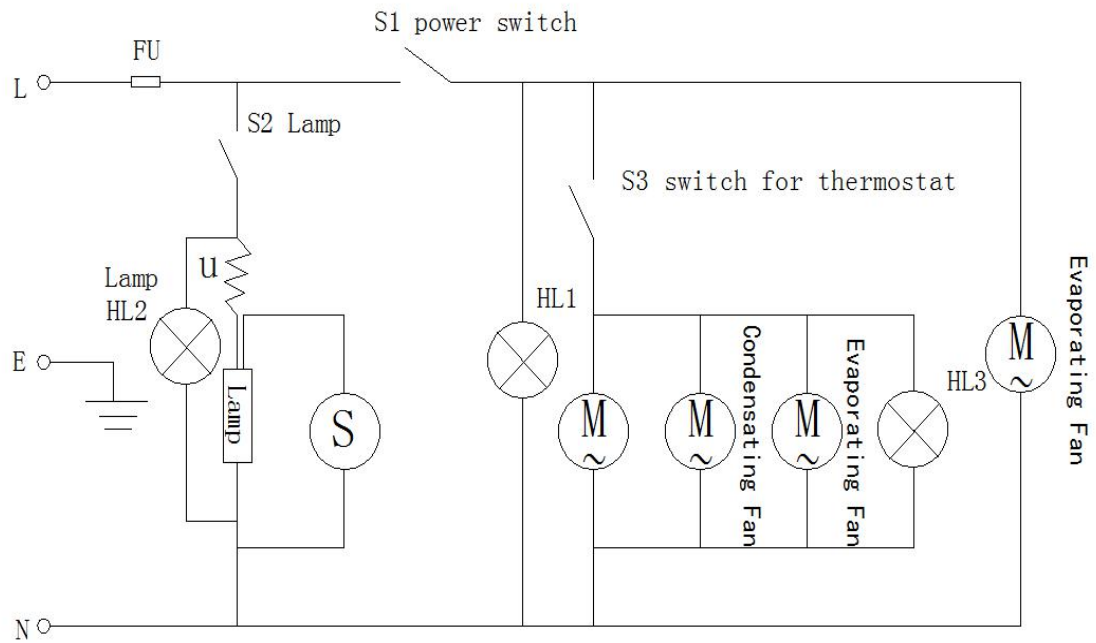 S1 power switch
FU
L
S2 Lamp
S3 switch for thermostat
u
Lamp
HL2
HL1
E
Lamp
S
M
~
M
~
Condensating Fan
M
~
Evaporating Fan
HL3
M
~
Evaporating Fan
N